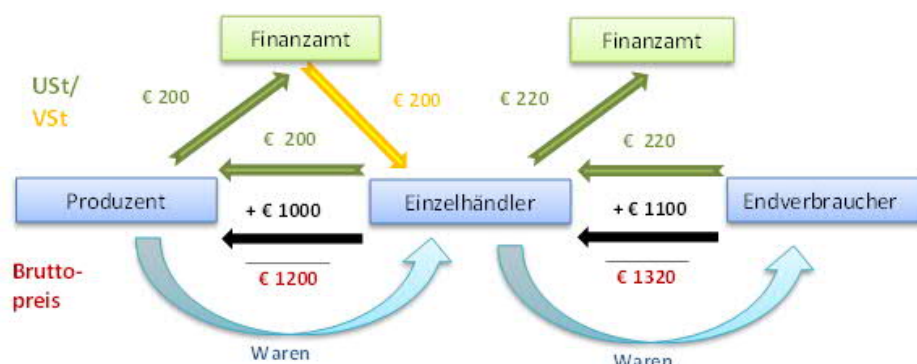 Finanzamt
Finanzamt
USt/
VSt
€ 200
€ 200
€ 220
€ 200
€ 220
Produzent
+ € 1000
Einzelhändler
+ € 1100
Endverbraucher
Brutto-
preis
€ 1200
€ 1320
Waren
Waren